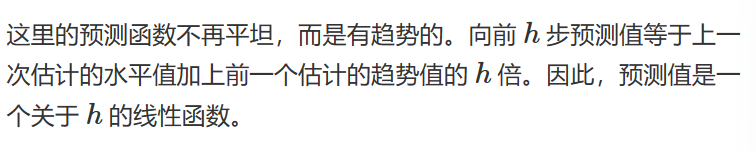 这里的预测函数不再平坦，而是有趋势的。向前 h 步预测值等于上一
次估计的水平值加上前一个估计的趋势值的 h 倍。因此，预测值是一
个关于 h 的线性函数。